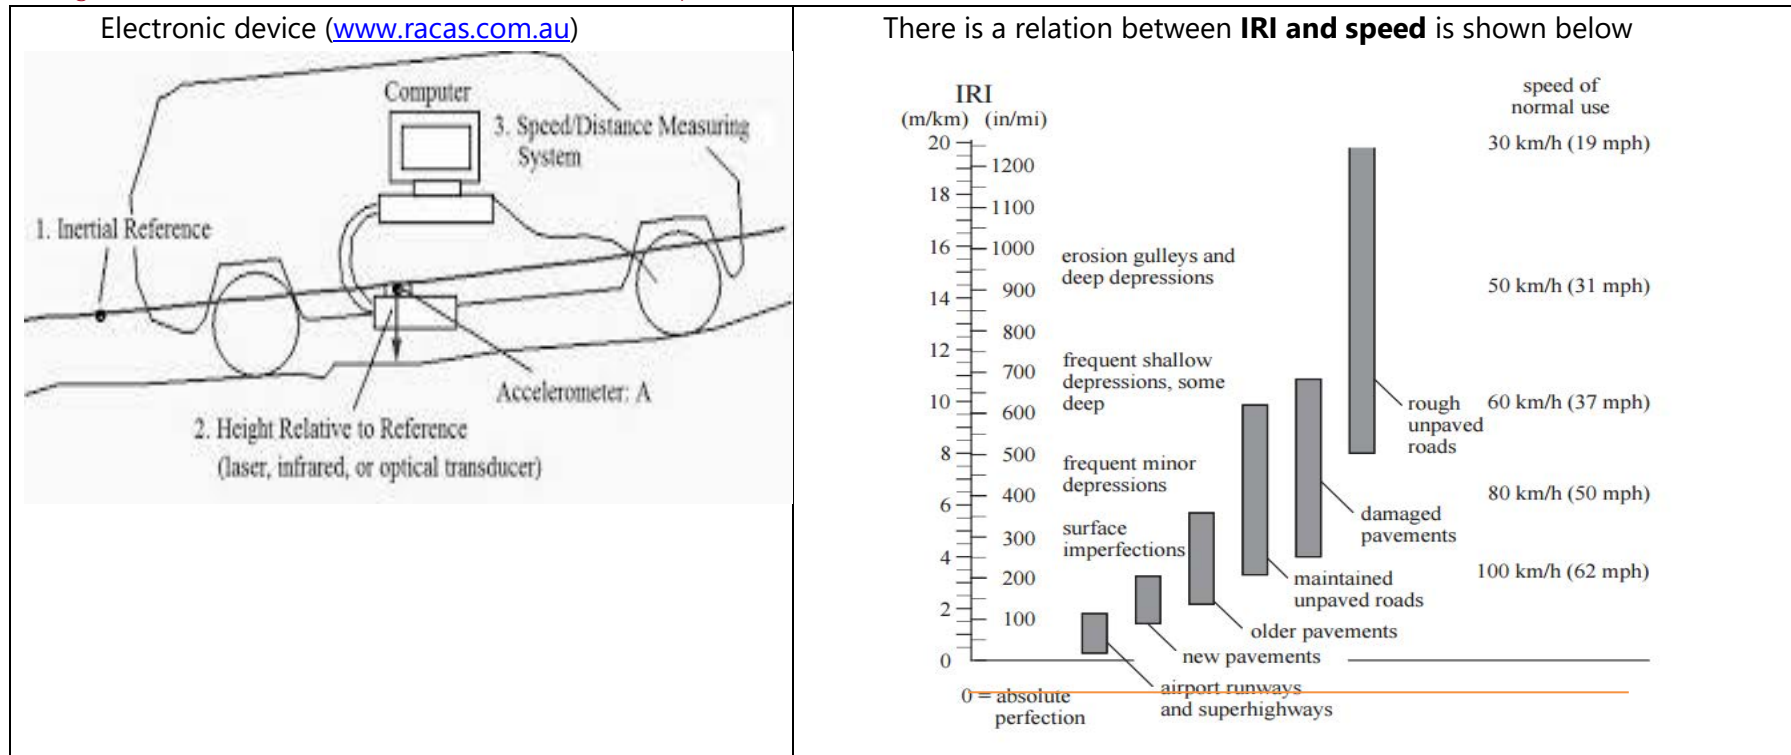 Electronic device (www.racas.com.au)
Computer
3. Speed/Distance Measuring
System
1. Inertial Reference
Accelerometer: A
2. Height Relative to Reference
(laser, infrared, or optical transducer)
There is a relation between IRI and speed is shown below
IRI
(m/km) (in/mi)
speed of
normal use
20
30 km/h (19 mph)
1200
18
1100
16
1000
erosion gulleys and
deep depressions
900
50 km/h (31 mph)
14
800
12
frequent shallow
depressions, some
deep
700
10
600
rough
unpaved
roads
60 km/h (37 mph)
8
500
frequent minor
depressions
400
80 km/h (50 mph)
6
damaged
pavements
surface
imperfections
300
4
200
100 km/h (62 mph)
maintained
unpaved roads
2
100
older pavements
new pavements
0
0 = absolute
perfection
airport runways
and superhighways